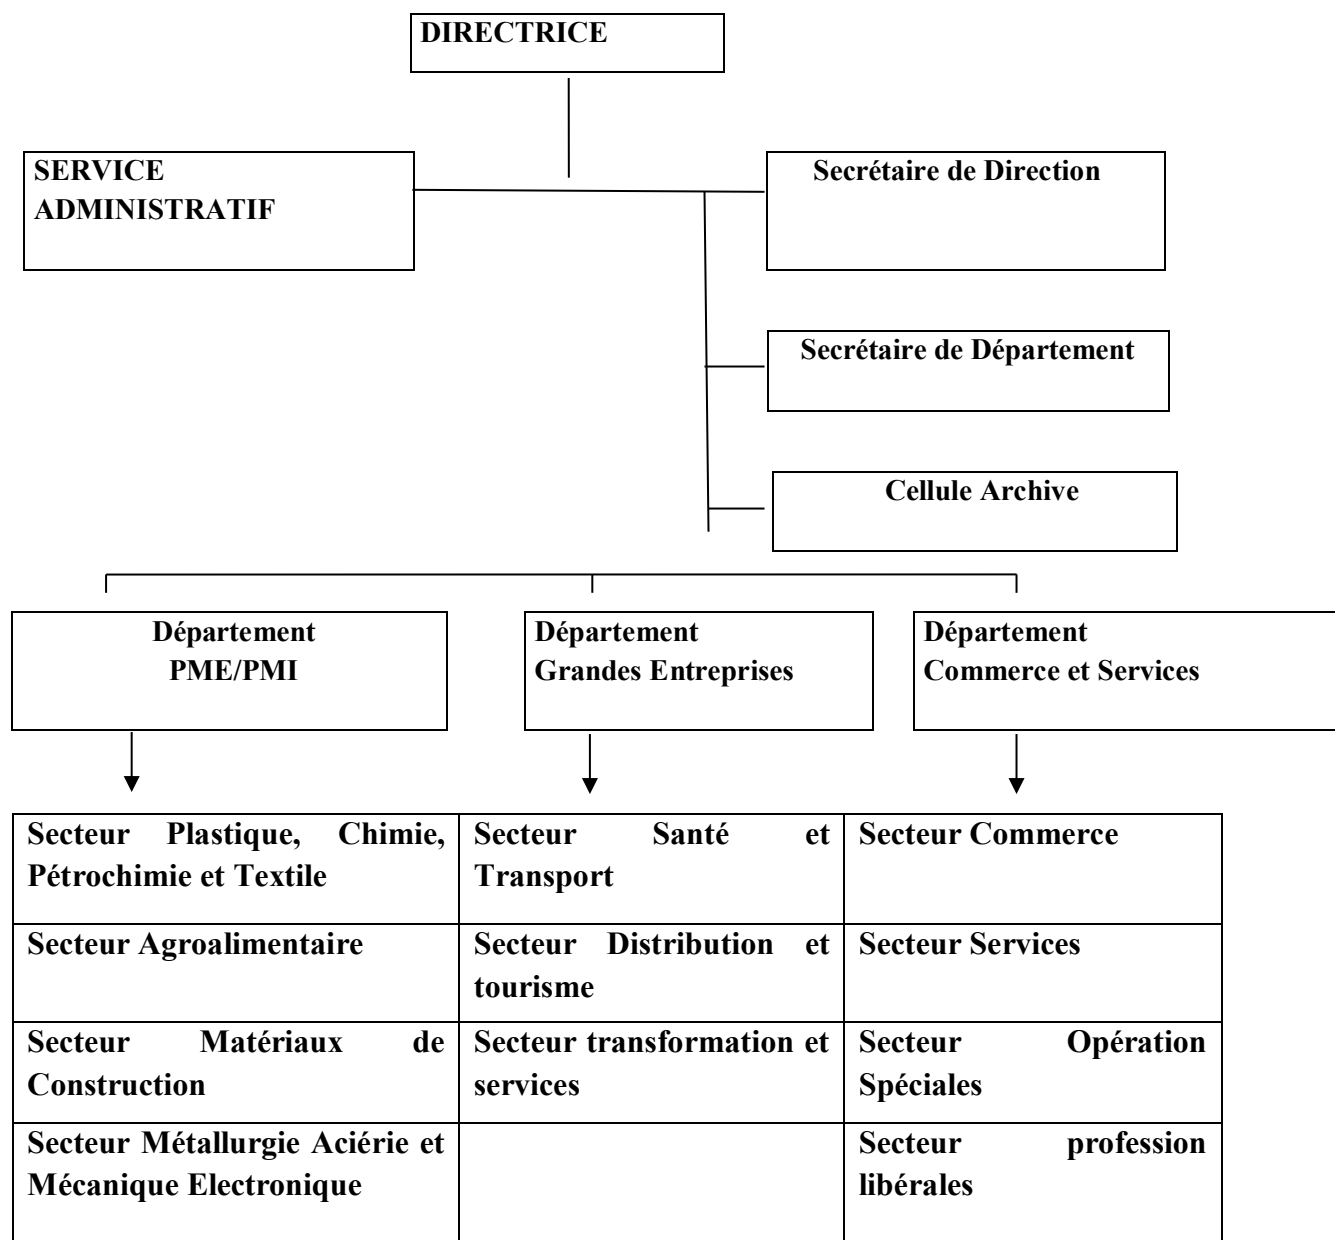 DIRECTRICE
SERVICE
ADMINISTRATIF
Secrétaire de Direction
Secrétaire de Département
Cellule Archive
Département
PME/PMI
Département
Grandes Entreprises
Département
Commerce et Services
Secteur Plastique, Chimie,
Pétrochimie et Textile
Secteur Santé et
Transport
Secteur Commerce
Secteur Agroalimentaire
Secteur Distribution et
tourisme
Secteur Services
Secteur Matériaux de
Construction
Secteur transformation et
services
Secteur Opération
Spéciales
Secteur Métallurgie Aciérie et
Mécanique Electronique
Secteur profession
libérales